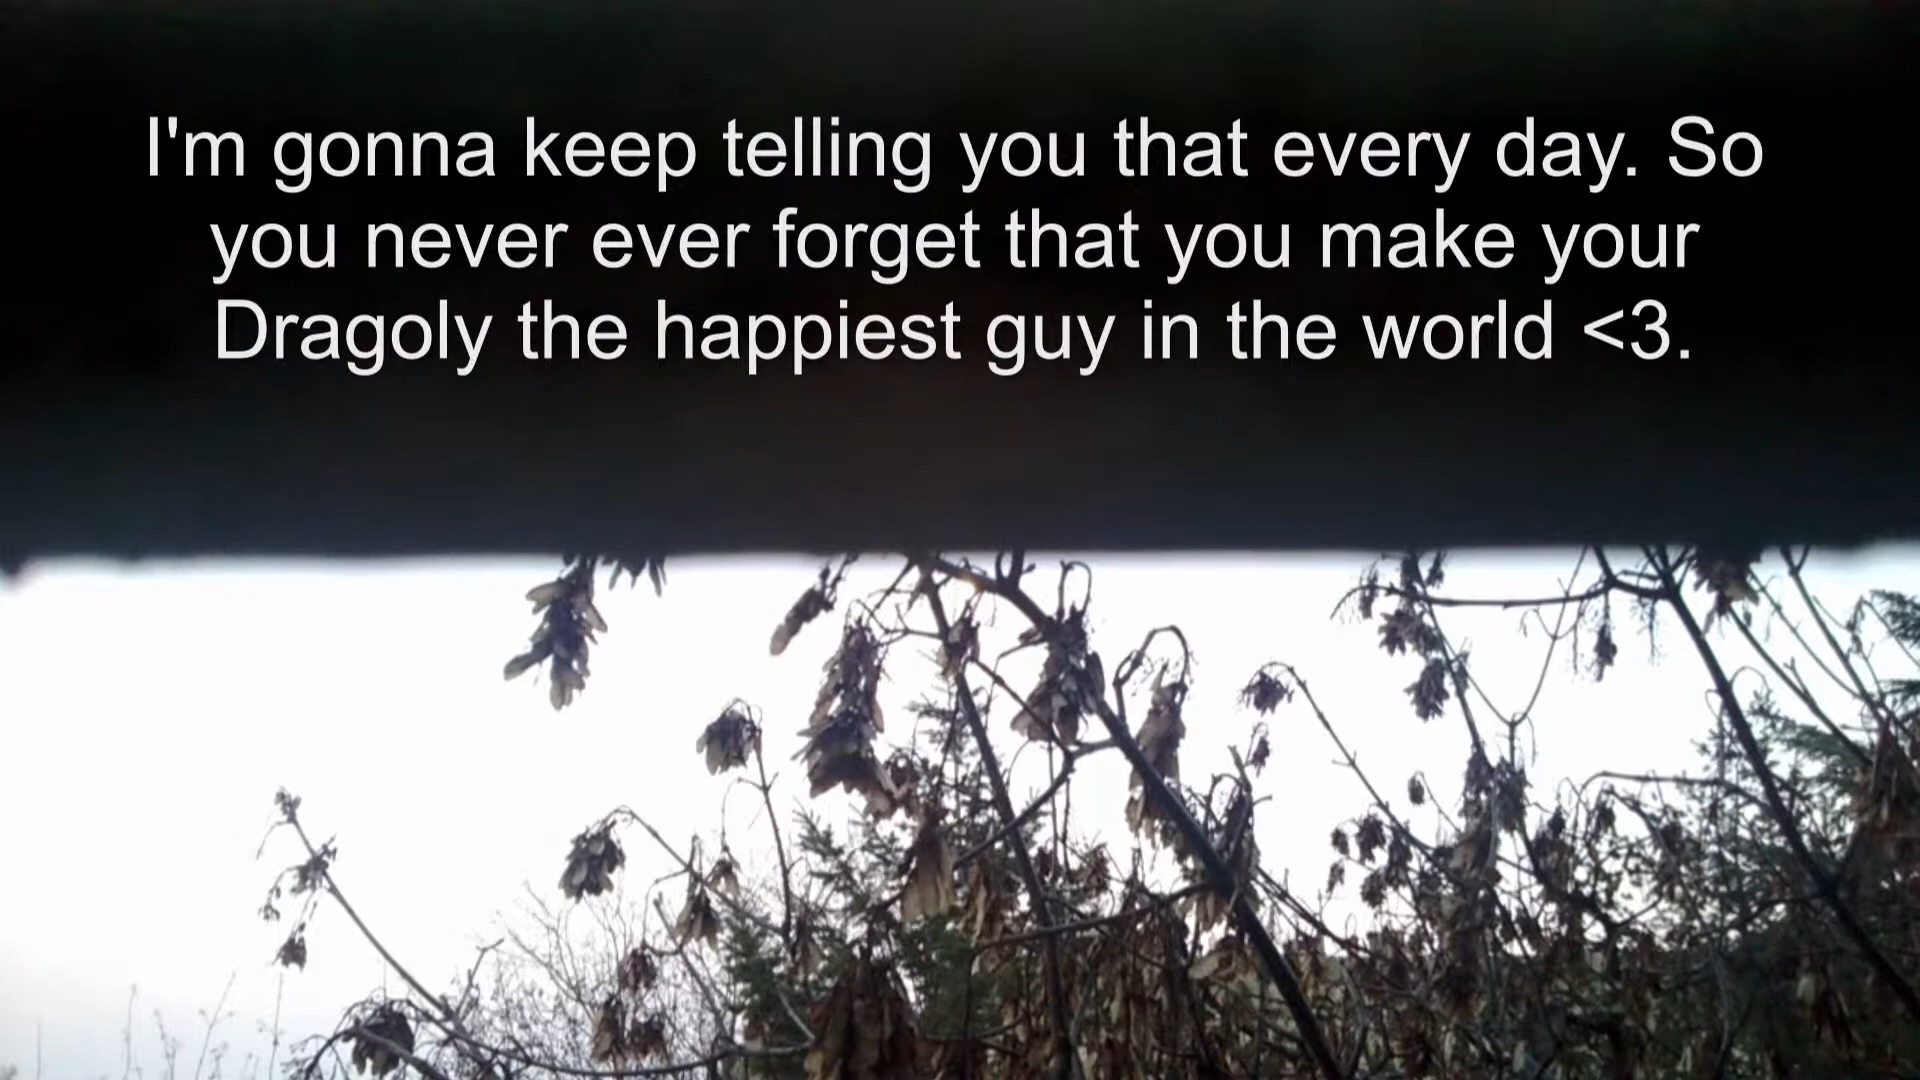 I'm gonna keep telling you that every day. So
you never ever forget that you make your
Dragoly the happiest guy in the world <3.